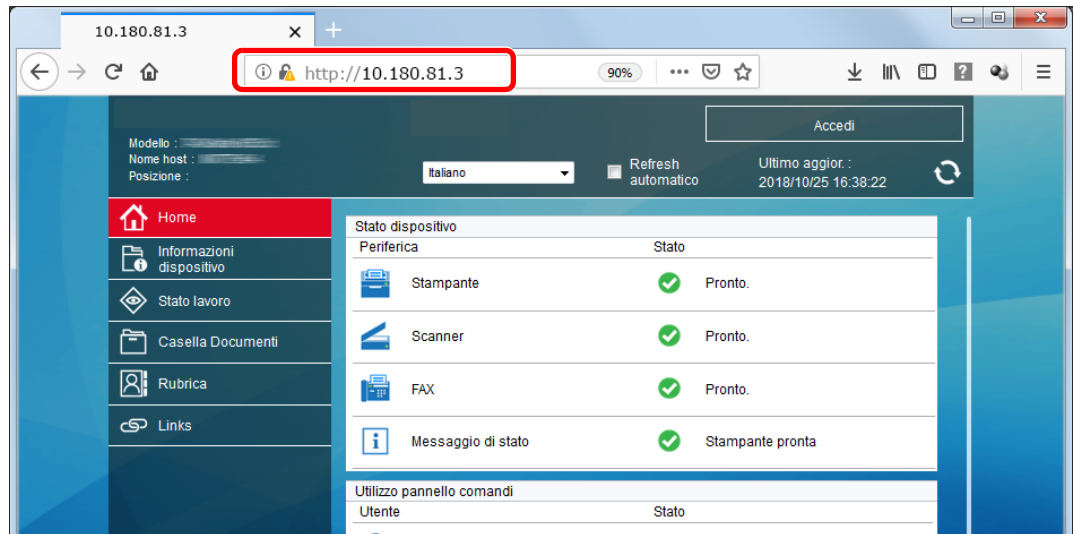 10.180.81.3
http://10.180.81.3
90%
Accedi
Modello :
Nome host :
Posizione :
Italiano
Refresh
automatico
Ultimo aggior. :
2018/10/25 16:38:22
Home
Informazioni
dispositivo
Stato lavoro
Casella Documenti
Rubrica
Links
Stato dispositivo
Periferica Stato
Stampante Pronto.
Scanner Pronto.
FAX Pronto.
Messaggio di stato Stampante pronta
Utilizzo pannello comandi
Utente Stato